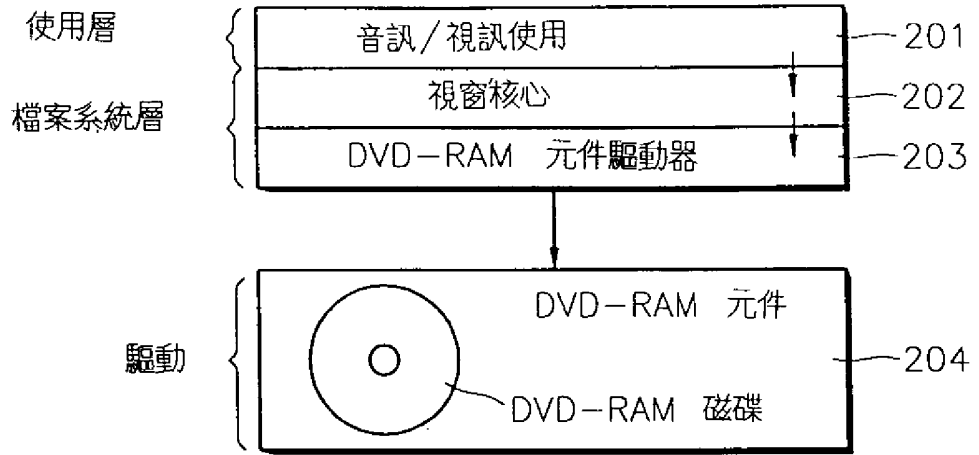 使用層
音訊/視訊使用
201
視窗核心
202
檔案系統層
DVD-RAM 元件驅動器
203
DVD-RAM 元件
驅動
204
DVD-RAM 磁碟